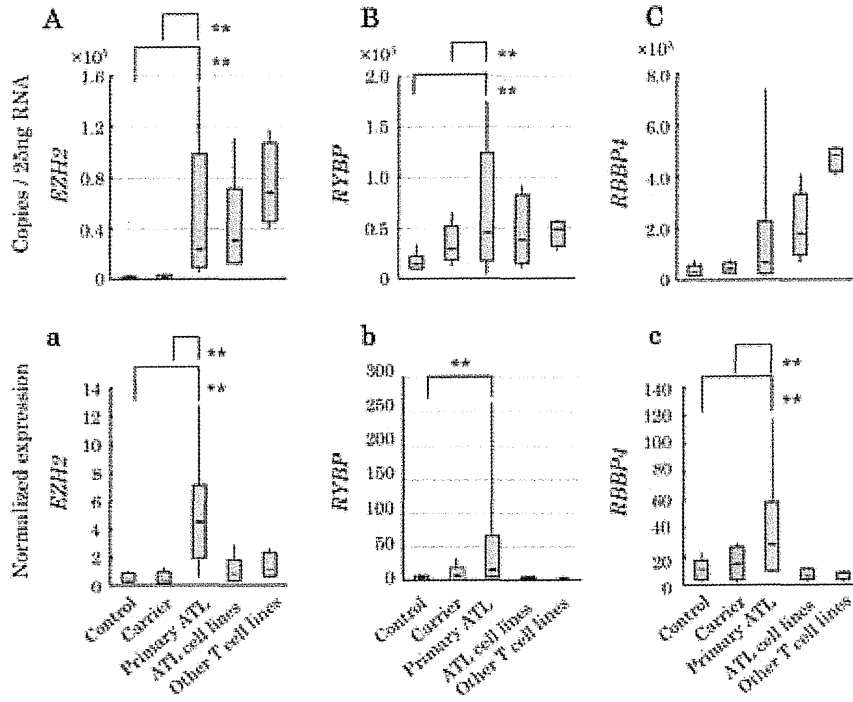 A
B
C
**
**
**
**
×10⁵
×10⁵
×10⁵
Copies / 25ng RNA
EZH2
1.6
1.2
0.8
0.4
0
RYBP
2.0
1.5
1.0
0.5
0
RBBP4
8.0
6.0
4.0
2.0
0
a
b
c
**
**
**
**
**
Normalized expression
EZH2
14
12
10
8
6
4
2
0
RYBP
300
250
200
150
100
50
0
RBBP4
140
120
100
80
60
40
20
0
Control
Carrier
Primary ATL
ATL cell lines
Other T cell lines
Control
Carrier
Primary ATL
ATL cell lines
Other T cell lines
Control
Carrier
Primary ATL
ATL cell lines
Other T cell lines